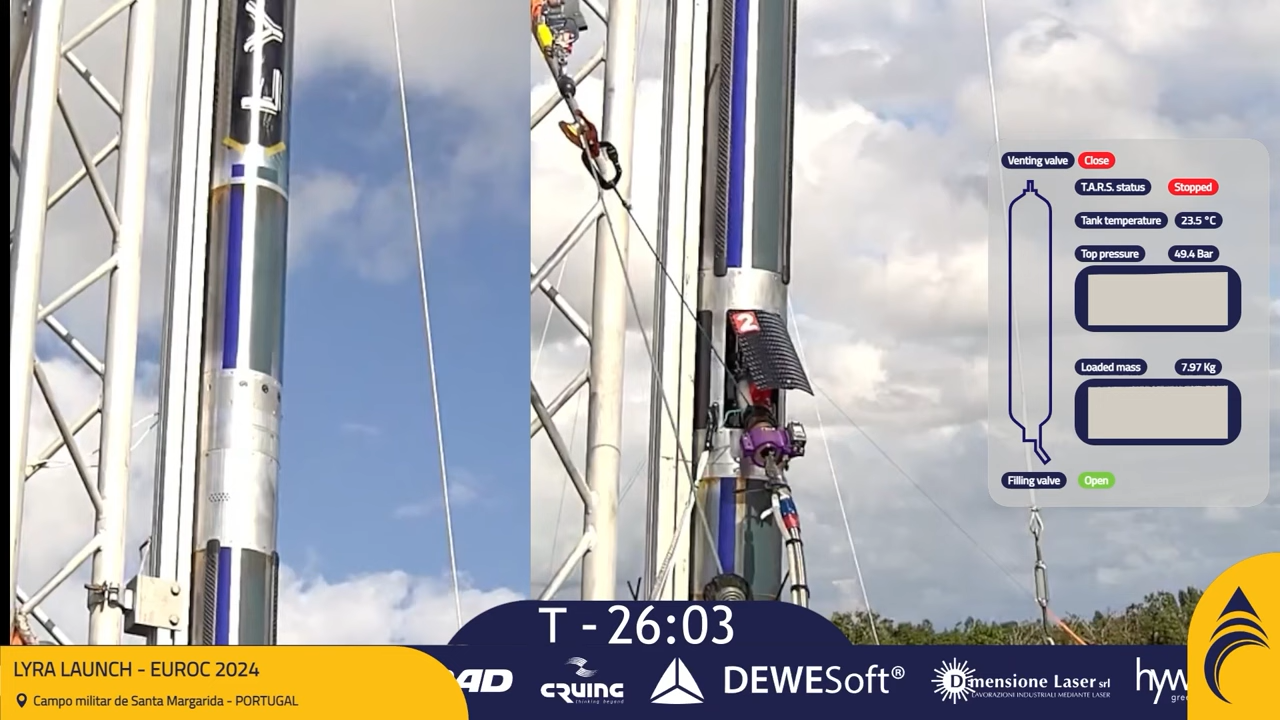 LY
2
Venting valve Close
T.A.R.S. status Stopped
Tank temperature 23.5 °C
Top pressure 49.4 Bar
Loaded mass 7.97 Kg
Filling valve Open
T - 26:03
LYRA LAUNCH - EUROC 2024
Campo militar de Santa Margarida - PORTUGAL
CRUING
thinking beyond
DEWESoft®
Dimensione Laser srl
LAVORAZIONI INDUSTRIALI MEDIANTE LASER